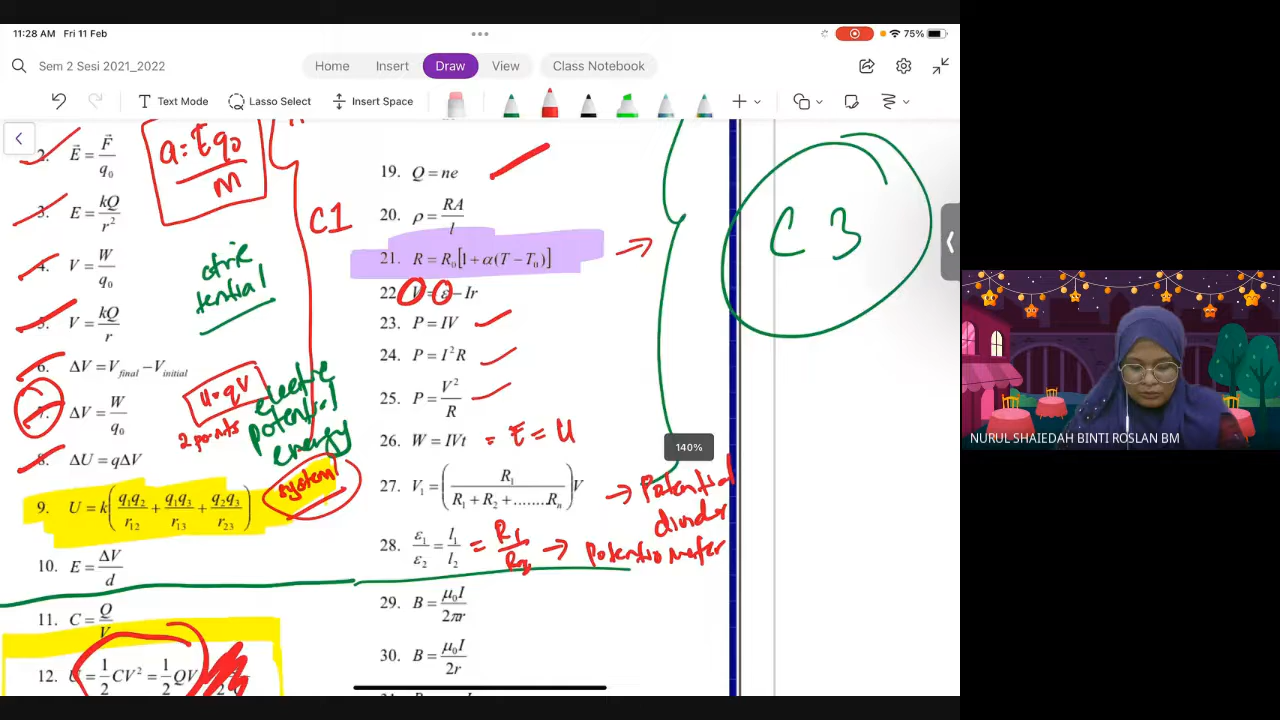 11:28 AM Fri 11 Feb
75%
Sem 2 Sesi 2021_2022
Home Insert Draw View Class Notebook
Text Mode Lasso Select Insert Space
2. E = F/q₀
a = Eq₀/m
3. E = kQ/r²
C1
4. V = W/q₀
5. V = kQ/r
6. ΔV = V_final − V_initial
7. ΔV = W/q₀
U=qV
2 points
electric
potential
energy
8. ΔU = qΔV
system
9. U = k(q₁q₂/r₁₂ + q₁q₃/r₁₃ + q₂q₃/r₂₃)
10. E = ΔV/d
11. C = Q/V
12. U = 1/2 CV² = 1/2 QV
19. Q = ne
20. ρ = RA/l
21. R = R₀[1 + α(T − T₀)]
22. V = ε − Ir
23. P = IV
24. P = I²R
25. P = V²/R
26. W = IVt = E = U
27. V₁ = (R₁/(R₁ + R₂ + .......Rₙ))V → Potential divider
28. ε₁/ε₂ = l₁/l₂ = R₁/R₂ → potentiometer
29. B = μ₀I/2πr
30. B = μ₀I/2r
C3
140%
NURUL SHAIEDAH BINTI ROSLAN BM